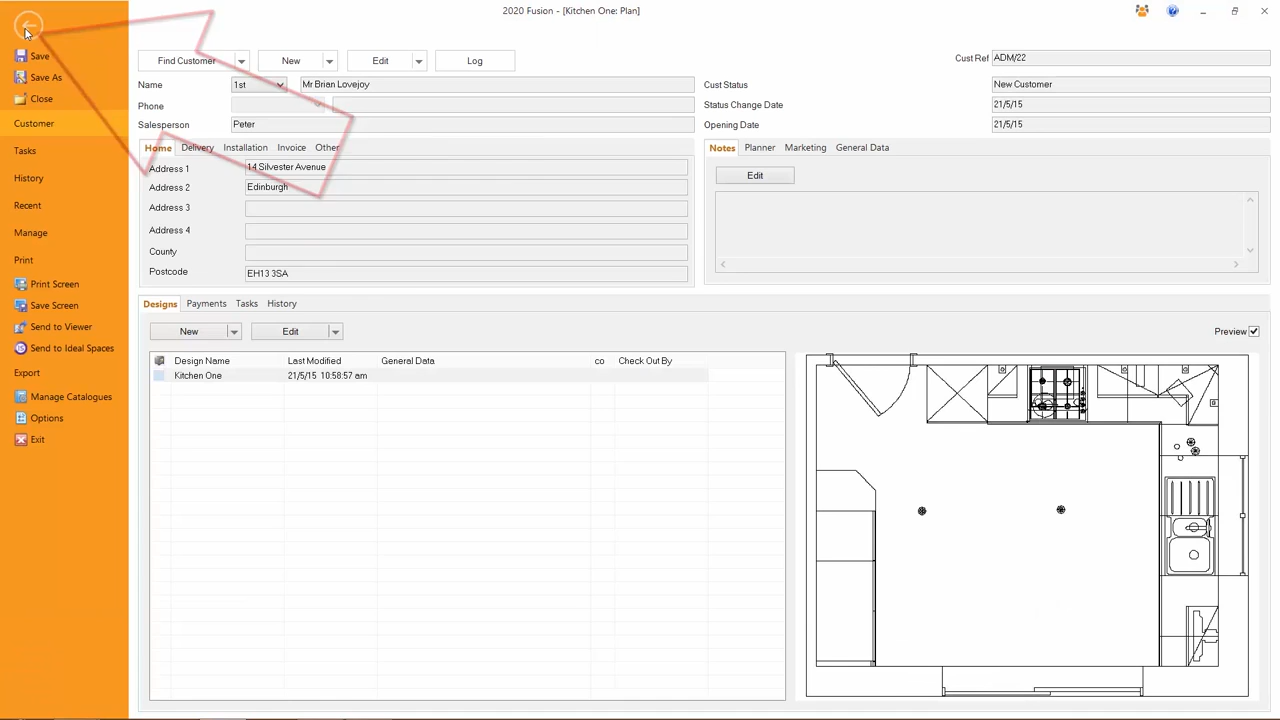 2020 Fusion - [Kitchen One: Plan]
Save
Save As
Close
Customer
Tasks
History
Recent
Manage
Print
Print Screen
Save Screen
Send to Viewer
Send to Ideal Spaces
Export
Manage Catalogues
Options
Exit
Find Customer New Edit Log
Name 1st Mr Brian Lovejoy
Phone
Salesperson Peter
Cust Ref ADM/22
Cust Status New Customer
Status Change Date 21/5/15
Opening Date 21/5/15
Home Delivery Installation Invoice Other
Address 1 14 Silvester Avenue
Address 2 Edinburgh
Address 3
Address 4
County
Postcode EH13 3SA
Notes Planner Marketing General Data
Edit
Designs Payments Tasks History
New Edit Preview
Design Name Last Modified General Data co Check Out By
Kitchen One 21/5/15 10:58:57 am